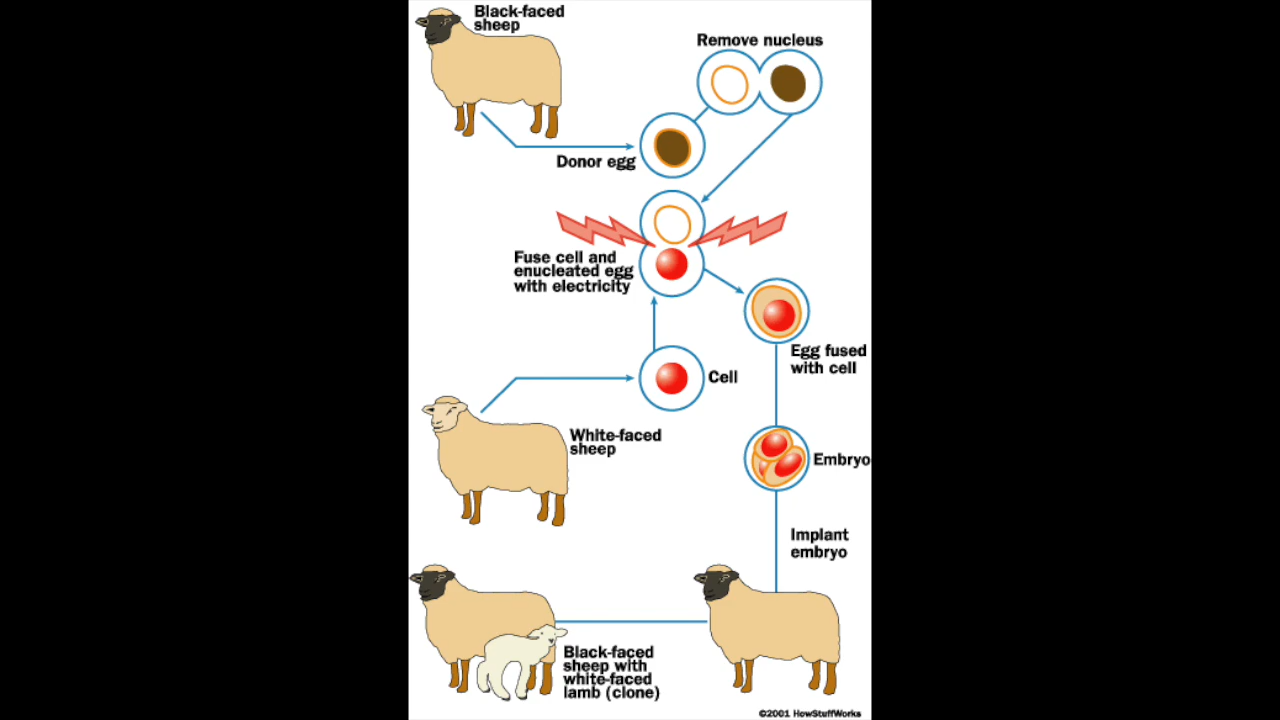 Black-faced
sheep
Remove nucleus
Donor egg
Fuse cell and
enucleated egg
with electricity
Egg fused
with cell
Cell
White-faced
sheep
Embryo
Implant
embryo
Black-faced
sheep with
white-faced
lamb (clone)
©2001 HowStuffWorks